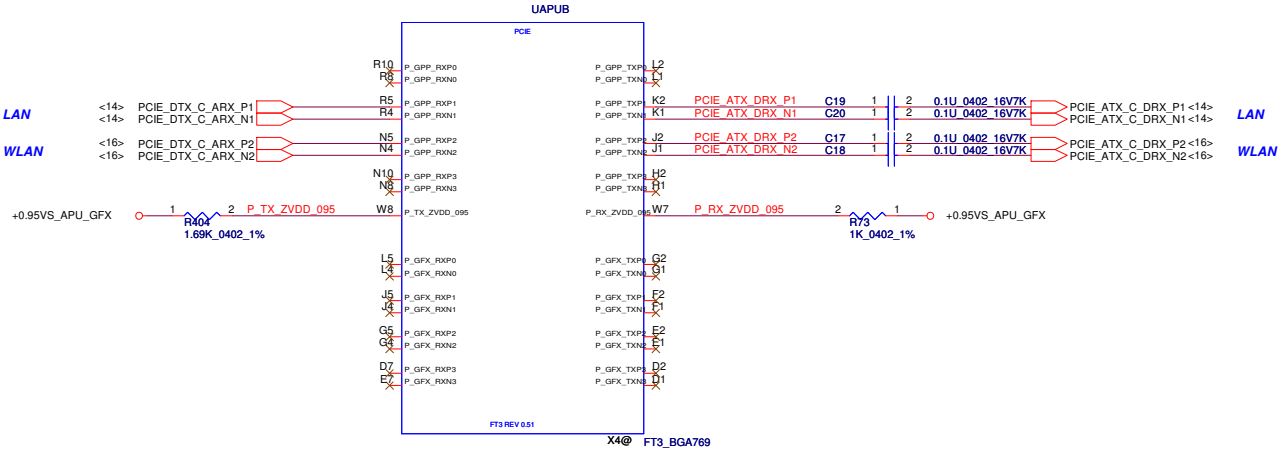 UAPUB
PCIE
R10 P_GPP_RXP0 P_GPP_TXP0 L2
R8 P_GPP_RXN0 P_GPP_TXN0 L1
LAN <14> PCIE_DTX_C_ARX_P1 R5 P_GPP_RXP1 P_GPP_TXP1 K2 PCIE_ATX_DRX_P1 C19 1 2 0.1U_0402_16V7K PCIE_ATX_C_DRX_P1 <14> LAN
<14> PCIE_DTX_C_ARX_N1 R4 P_GPP_RXN1 P_GPP_TXN1 K1 PCIE_ATX_DRX_N1 C20 1 2 0.1U_0402_16V7K PCIE_ATX_C_DRX_N1 <14>
WLAN <16> PCIE_DTX_C_ARX_P2 N5 P_GPP_RXP2 P_GPP_TXP2 J2 PCIE_ATX_DRX_P2 C17 1 2 0.1U_0402_16V7K PCIE_ATX_C_DRX_P2 <16> WLAN
<16> PCIE_DTX_C_ARX_N2 N4 P_GPP_RXN2 P_GPP_TXN2 J1 PCIE_ATX_DRX_N2 C18 1 2 0.1U_0402_16V7K PCIE_ATX_C_DRX_N2 <16>
N10 P_GPP_RXP3 P_GPP_TXP3 H2
N8 P_GPP_RXN3 P_GPP_TXN3 H1
+0.95VS_APU_GFX 1 2 P_TX_ZVDD_095 W8 P_TX_ZVDD_095 P_RX_ZVDD_095 W7 P_RX_ZVDD_095 2 1 +0.95VS_APU_GFX
R404 R73
1.69K_0402_1% 1K_0402_1%
L5 P_GFX_RXP0 P_GFX_TXP0 G2
L4 P_GFX_RXN0 P_GFX_TXN0 G1
J5 P_GFX_RXP1 P_GFX_TXP1 F2
J4 P_GFX_RXN1 P_GFX_TXN1 F1
G5 P_GFX_RXP2 P_GFX_TXP2 E2
G4 P_GFX_RXN2 P_GFX_TXN2 E1
D7 P_GFX_RXP3 P_GFX_TXP3 D2
E7 P_GFX_RXN3 P_GFX_TXN3 D1
FT3 REV 0.51
X4@ FT3_BGA769